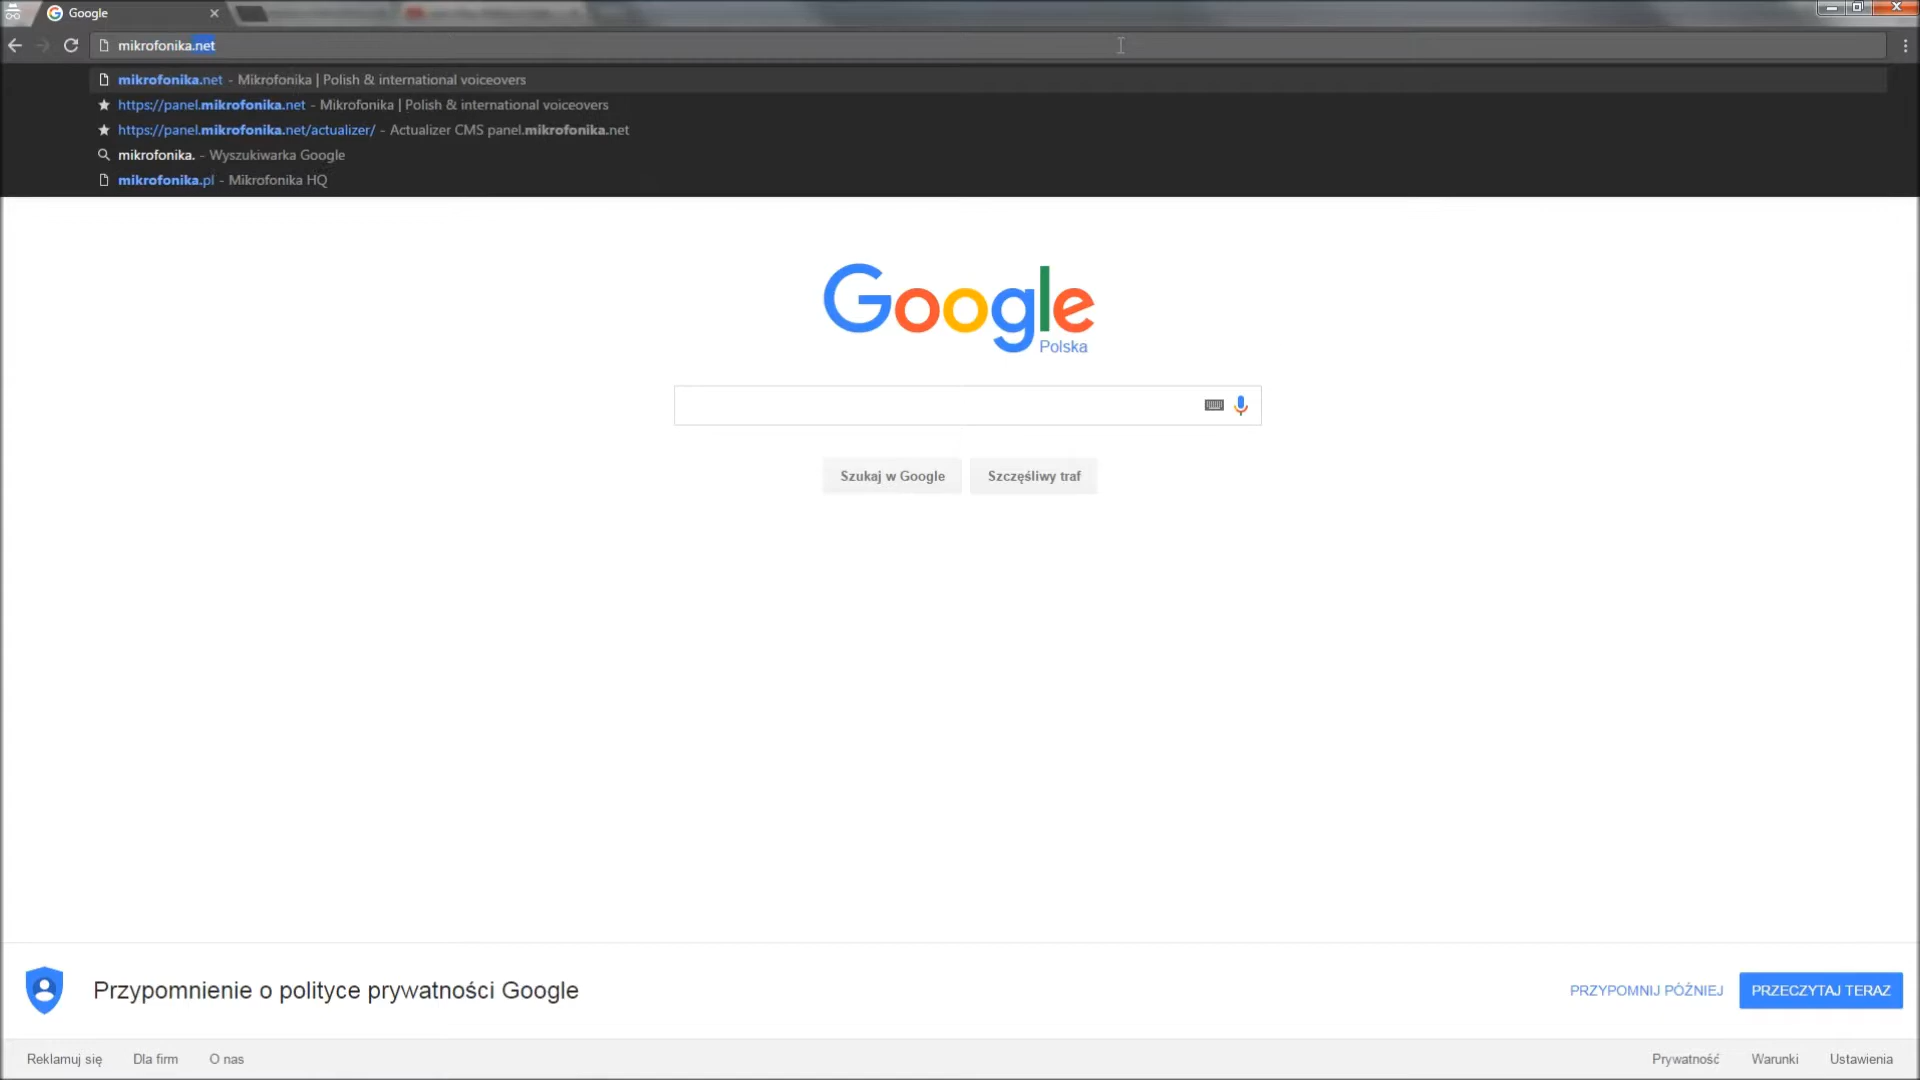 Google
mikrofonika.net
mikrofonika.net - Mikrofonika | Polish & international voiceovers
https://panel.mikrofonika.net - Mikrofonika | Polish & international voiceovers
https://panel.mikrofonika.net/actualizer/ - Actualizer CMS panel.mikrofonika.net
mikrofonika. - Wyszukiwarka Google
mikrofonika.pl - Mikrofonika HQ
Google
Polska
Szukaj w Google Szczęśliwy traf
Przypomnienie o polityce prywatności Google PRZYPOMNIJ PÓŹNIEJ PRZECZYTAJ TERAZ
Reklamuj się Dla firm O nas Prywatność Warunki Ustawienia